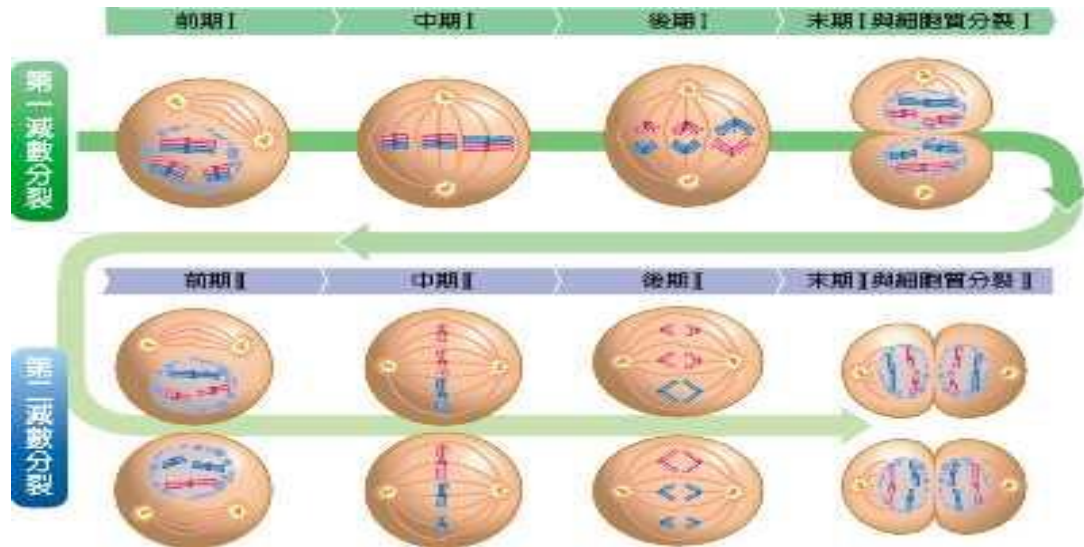 前期Ⅰ
中期Ⅰ
後期Ⅰ
末期Ⅰ與細胞質分裂Ⅰ
第一減數分裂
前期Ⅱ
中期Ⅱ
後期Ⅱ
末期Ⅱ與細胞質分裂Ⅱ
第二減數分裂